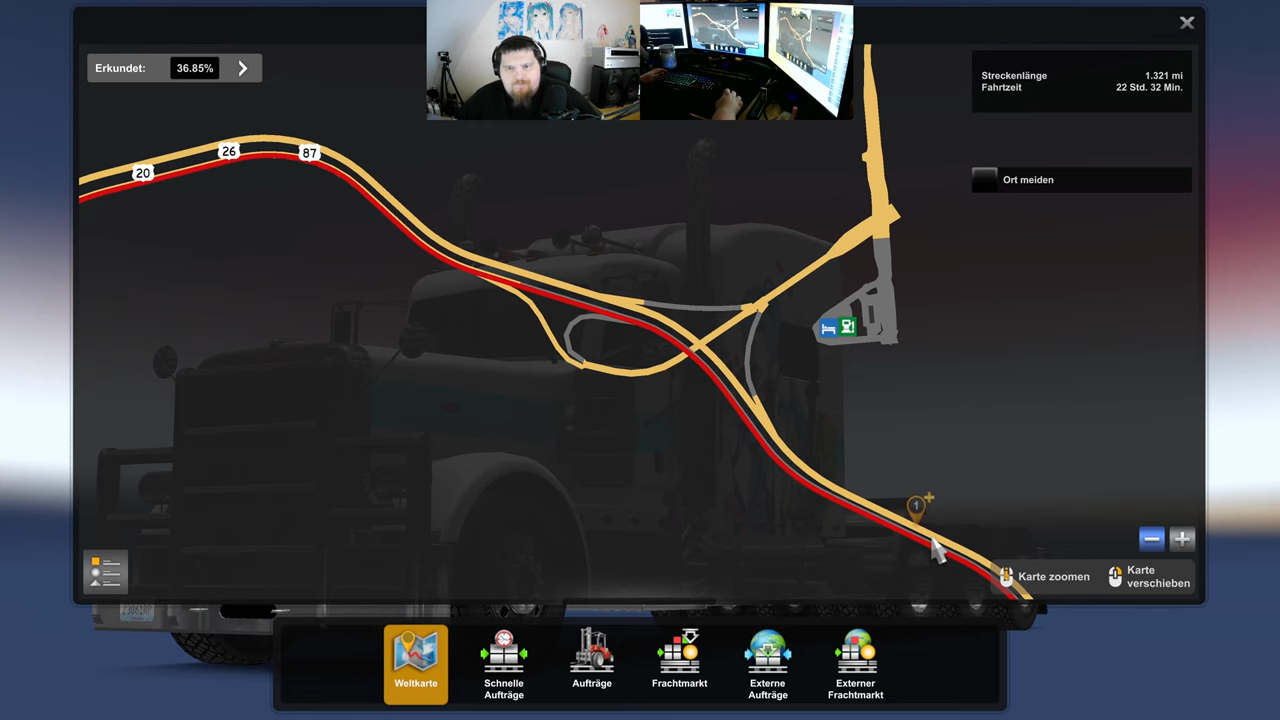 Erkundet: 36.85%
Streckenlänge 1.321 mi
Fahrtzeit 22 Std. 32 Min.
Ort meiden
20
26
87
1
Karte zoomen
Karte verschieben
Weltkarte
Schnelle Aufträge
Aufträge
Frachtmarkt
Externe Aufträge
Externer Frachtmarkt